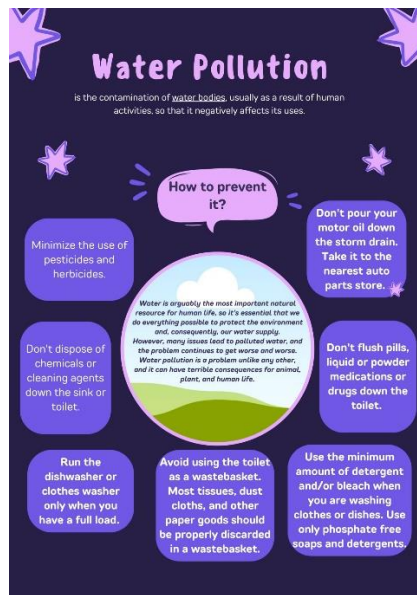 Water Pollution
is the contamination of water bodies, usually as a result of human
activities, so that it negatively affects its uses.
How to prevent
it?
Minimize the use of
pesticides and
herbicides.
Don't pour your
motor oil down
the storm drain.
Take it to the
nearest auto
parts store.
Water is arguably the most important natural
resource for human life, so it's essential that we
do everything possible to protect the environment
and, consequently, our water supply.
However, many issues lead to polluted water, and
the problem continues to get worse and worse.
Water pollution is a problem unlike any other,
and it can have terrible consequences for animal,
plant, and human life.
Don't dispose of
chemicals or
cleaning agents
down the sink or
toilet.
Don't flush pills,
liquid or powder
medications or
drugs down the
toilet.
Run the
dishwasher or
clothes washer
only when you
have a full load.
Avoid using the toilet
as a wastebasket.
Most tissues, dust
cloths, and other
paper goods should
be properly discarded
in a wastebasket.
Use the minimum
amount of detergent
and/or bleach when
you are washing
clothes or dishes. Use
only phosphate free
soaps and detergents.